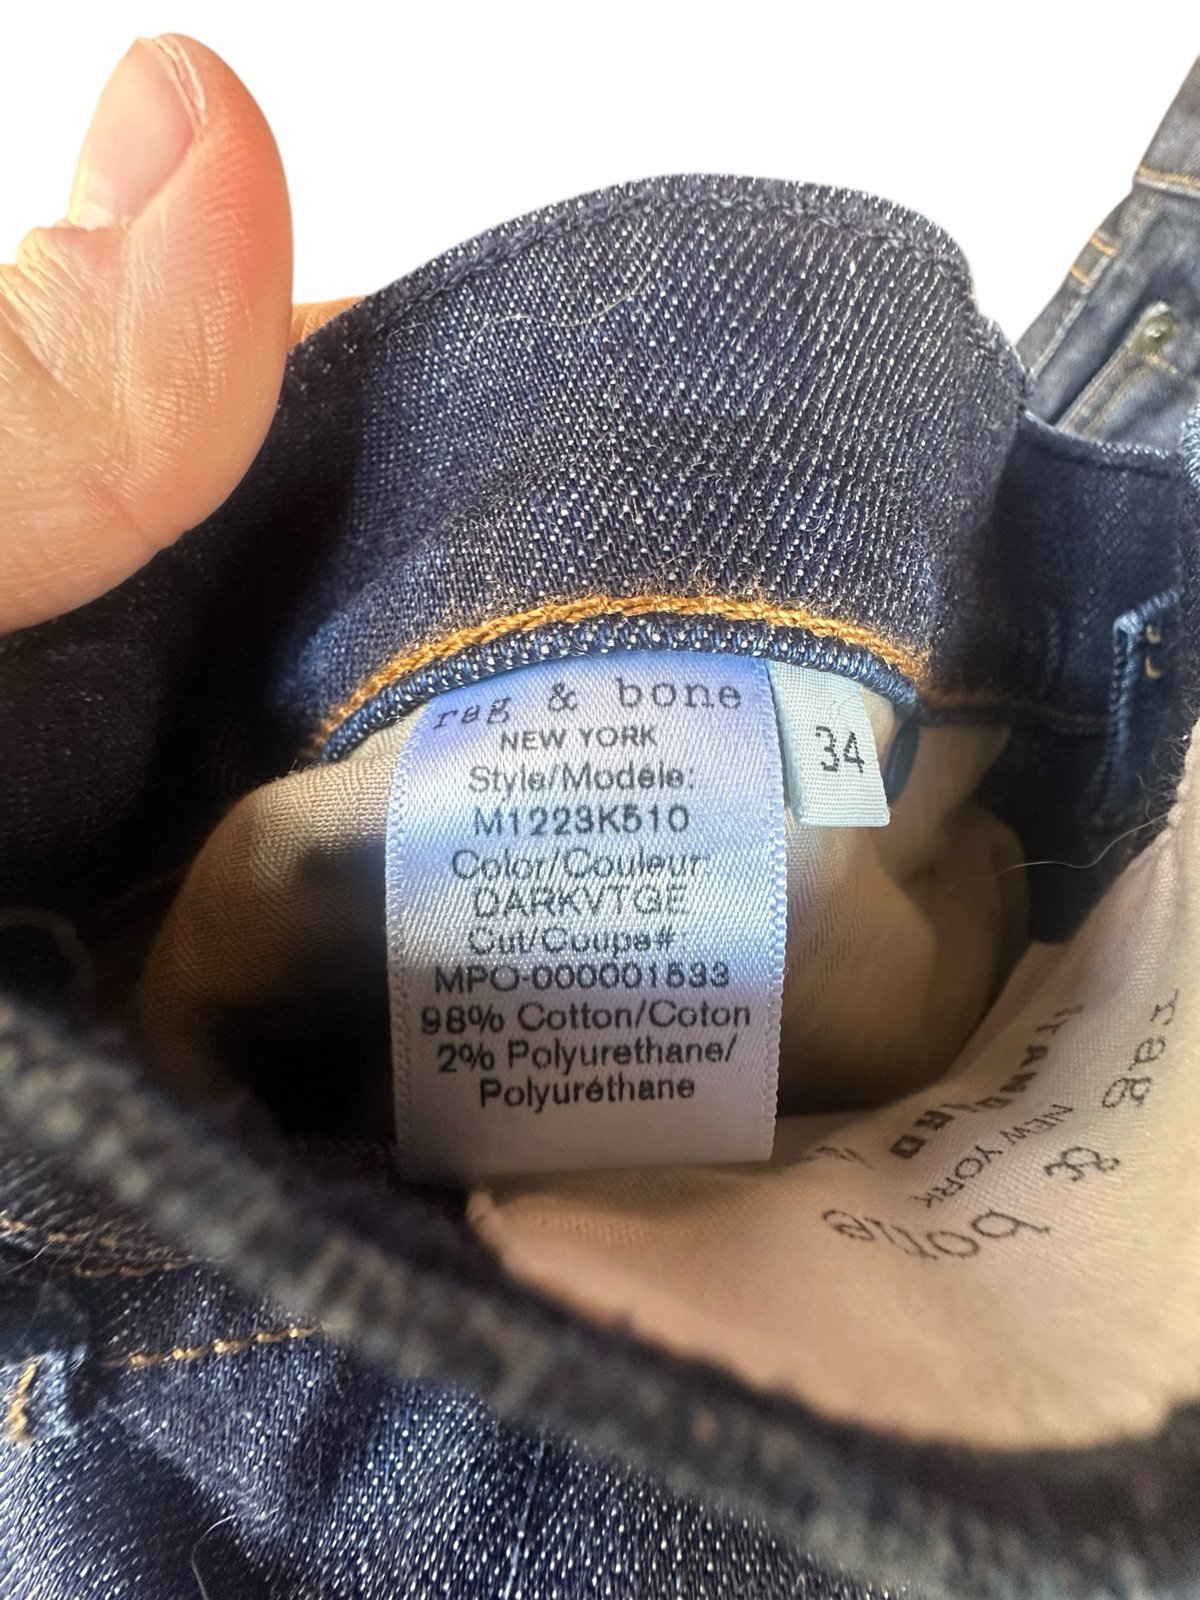 rag & bone
NEW YORK
Style/Modéle:
M1223K510
Color/Couleur:
DARKVTGE
Cut/Coupe#:
MPO-000001533
98% Cotton/Coton
2% Polyurethane/
Polyuréthane
34
rag & bone
NEW YORK